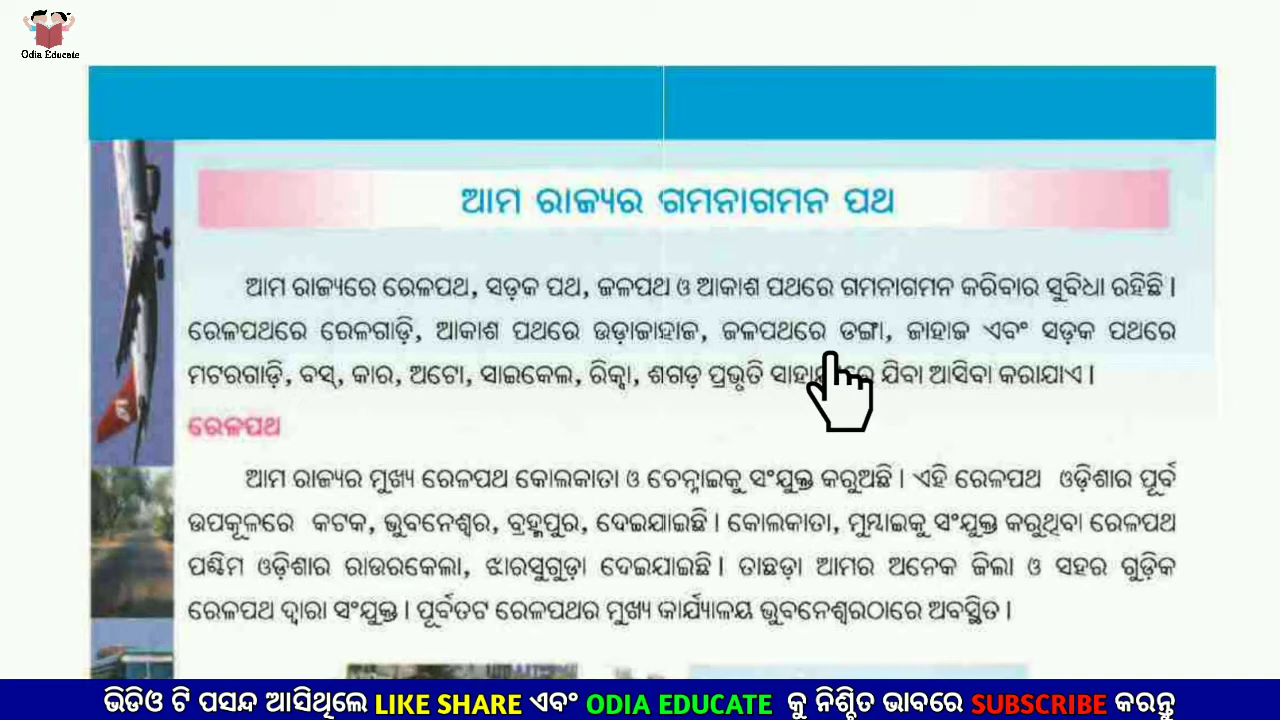 Odia Educate
ଆମ ରାଜ୍ୟର ଗମନାଗମନ ପଥ
ଆମ ରାଜ୍ୟରେ ରେଳପଥ, ସଡ଼କ ପଥ, ଜଳପଥ ଓ ଆକାଶ ପଥରେ ଗମନାଗମନ କରିବାର ସୁବିଧା ରହିଛି ।
ରେଳପଥରେ ରେଳଗାଡ଼ି, ଆକାଶ ପଥରେ ଉଡ଼ାଜାହାଜ, ଜଳପଥରେ ଡଙ୍ଗା, ଜାହାଜ ଏବଂ ସଡ଼କ ପଥରେ
ମଟରଗାଡ଼ି, ବସ୍, କାର, ଅଟୋ, ସାଇକେଲ, ରିକ୍ସା, ଶଗଡ଼ ପ୍ରଭୃତି ଯିବା ଆସିବା କରାଯାଏ ।
ରେଳପଥ
ଆମ ରାଜ୍ୟର ମୁଖ୍ୟ ରେଳପଥ କୋଲକାତା ଓ ଚେନ୍ନାଇକୁ ସଂଯୁକ୍ତ କରୁଅଛି । ଏହି ରେଳପଥ ଓଡ଼ିଶାର ପୂର୍ବ
ଉପକୂଳରେ କଟକ, ଭୁବନେଶ୍ୱର, ବ୍ରହ୍ମପୁର, ଦେଇଯାଇଛି । କୋଲକାତା, ମୁମ୍ବାଇକୁ ସଂଯୁକ୍ତ କରୁଥିବା ରେଳପଥ
ପଶ୍ଚିମ ଓଡ଼ିଶାର ରାଉରକେଲା, ଝାରସୁଗୁଡ଼ା ଦେଇଯାଇଛି । ତାଛଡ଼ା ଆମର ଅନେକ ଜିଲା ଓ ସହର ଗୁଡ଼ିକ
ରେଳପଥ ଦ୍ୱାରା ସଂଯୁକ୍ତ । ପୂର୍ବତଟ ରେଳପଥର ମୁଖ୍ୟ କାର୍ଯ୍ୟାଳୟ ଭୁବନେଶ୍ୱରଠାରେ ଅବସ୍ଥିତ ।
ଭିଡିଓ ଟି ପସନ୍ଦ ଆସିଥିଲେ LIKE SHARE ଏବଂ ODIA EDUCATE କୁ ନିଶ୍ଚିତ ଭାବରେ SUBSCRIBE କରନ୍ତୁ